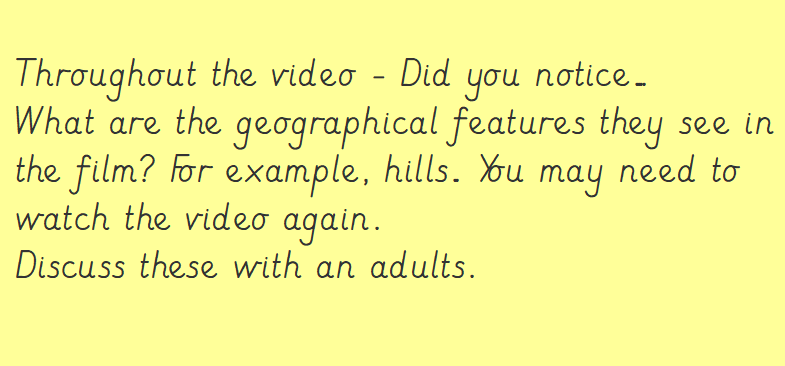 Throughout the video - Did you notice...
What are the geographical features they see in
the film? For example, hills. You may need to
watch the video again.
Discuss these with an adults.